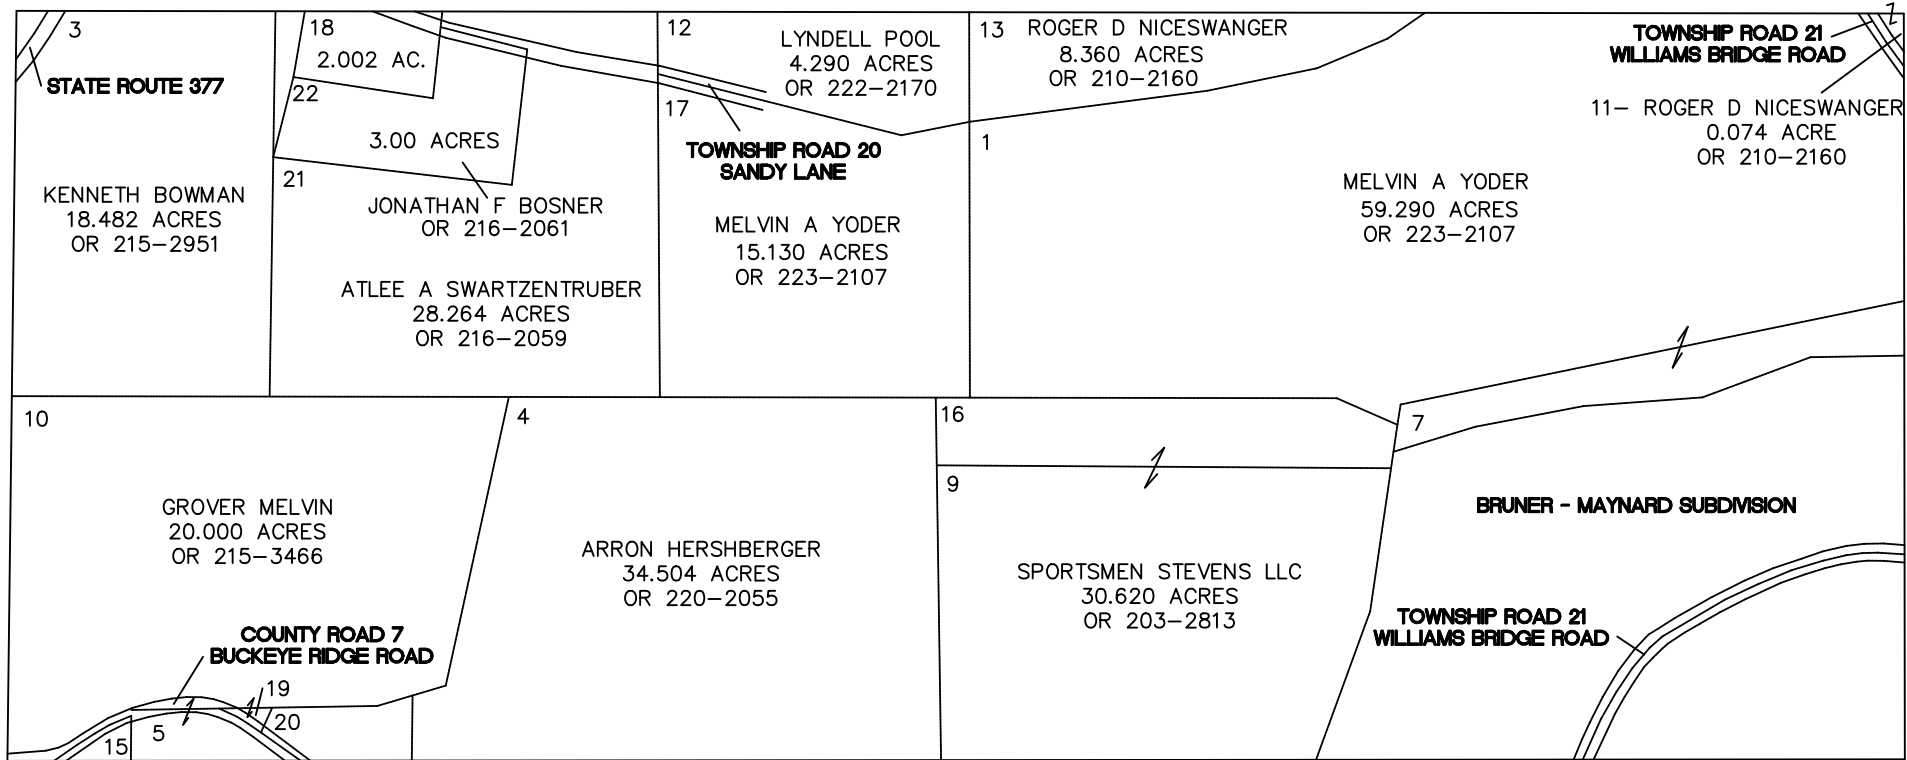 3
STATE ROUTE 377
KENNETH BOWMAN
18.482 ACRES
OR 215-2951
18
2.002 AC.
22
3.00 ACRES
21
JONATHAN F BOSNER
OR 216-2061
ATLEE A SWARTZENTRUBER
28.264 ACRES
OR 216-2059
12
LYNDELL POOL
4.290 ACRES
OR 222-2170
17
TOWNSHIP ROAD 20
SANDY LANE
MELVIN A YODER
15.130 ACRES
OR 223-2107
13
ROGER D NICESWANGER
8.360 ACRES
OR 210-2160
1
MELVIN A YODER
59.290 ACRES
OR 223-2107
TOWNSHIP ROAD 21
WILLIAMS BRIDGE ROAD
11- ROGER D NICESWANGER
0.074 ACRE
OR 210-2160
10
GROVER MELVIN
20.000 ACRES
OR 215-3466
COUNTY ROAD 7
BUCKEYE RIDGE ROAD
19
20
5
15
4
ARRON HERSHBERGER
34.504 ACRES
OR 220-2055
16
9
SPORTSMEN STEVENS LLC
30.620 ACRES
OR 203-2813
7
BRUNER - MAYNARD SUBDIVISION
TOWNSHIP ROAD 21
WILLIAMS BRIDGE ROAD